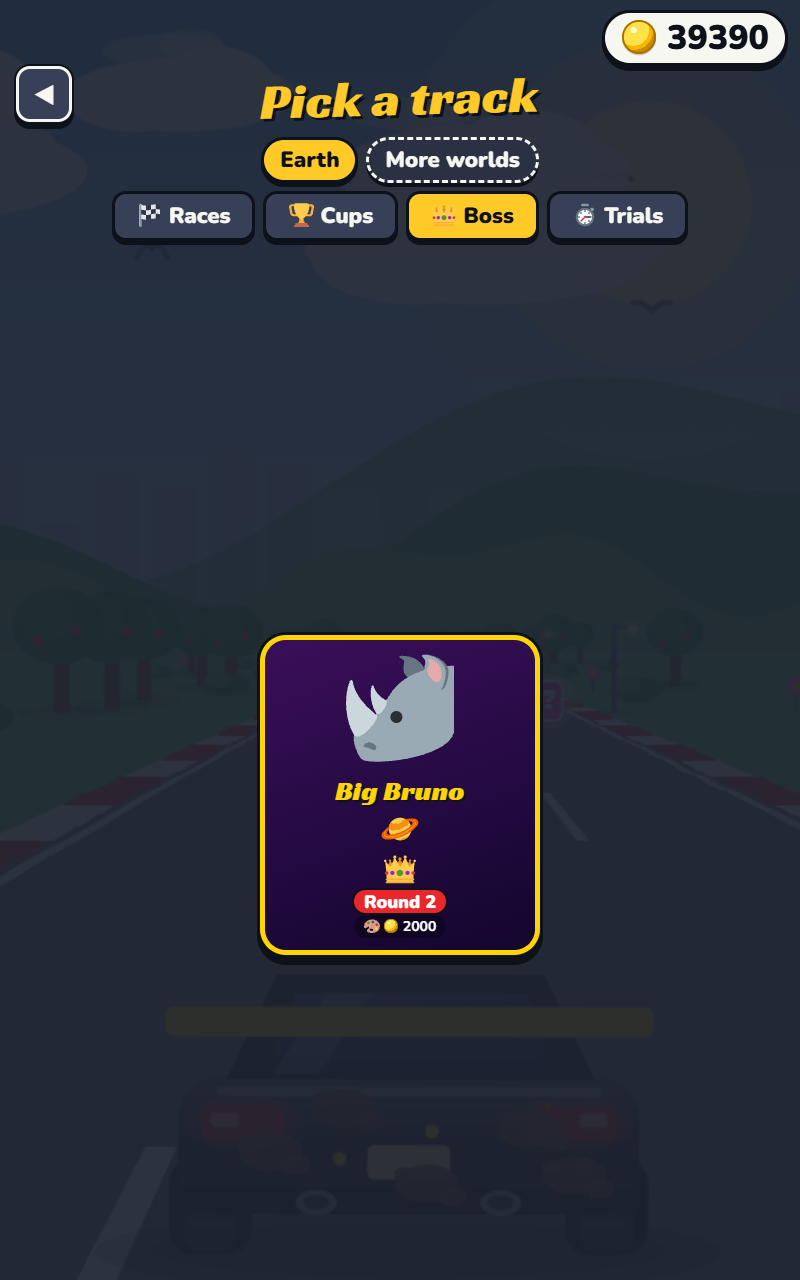 39390
Pick a track
Earth
More worlds
Races
Cups
Boss
Trials
Big Bruno
Round 2
2000